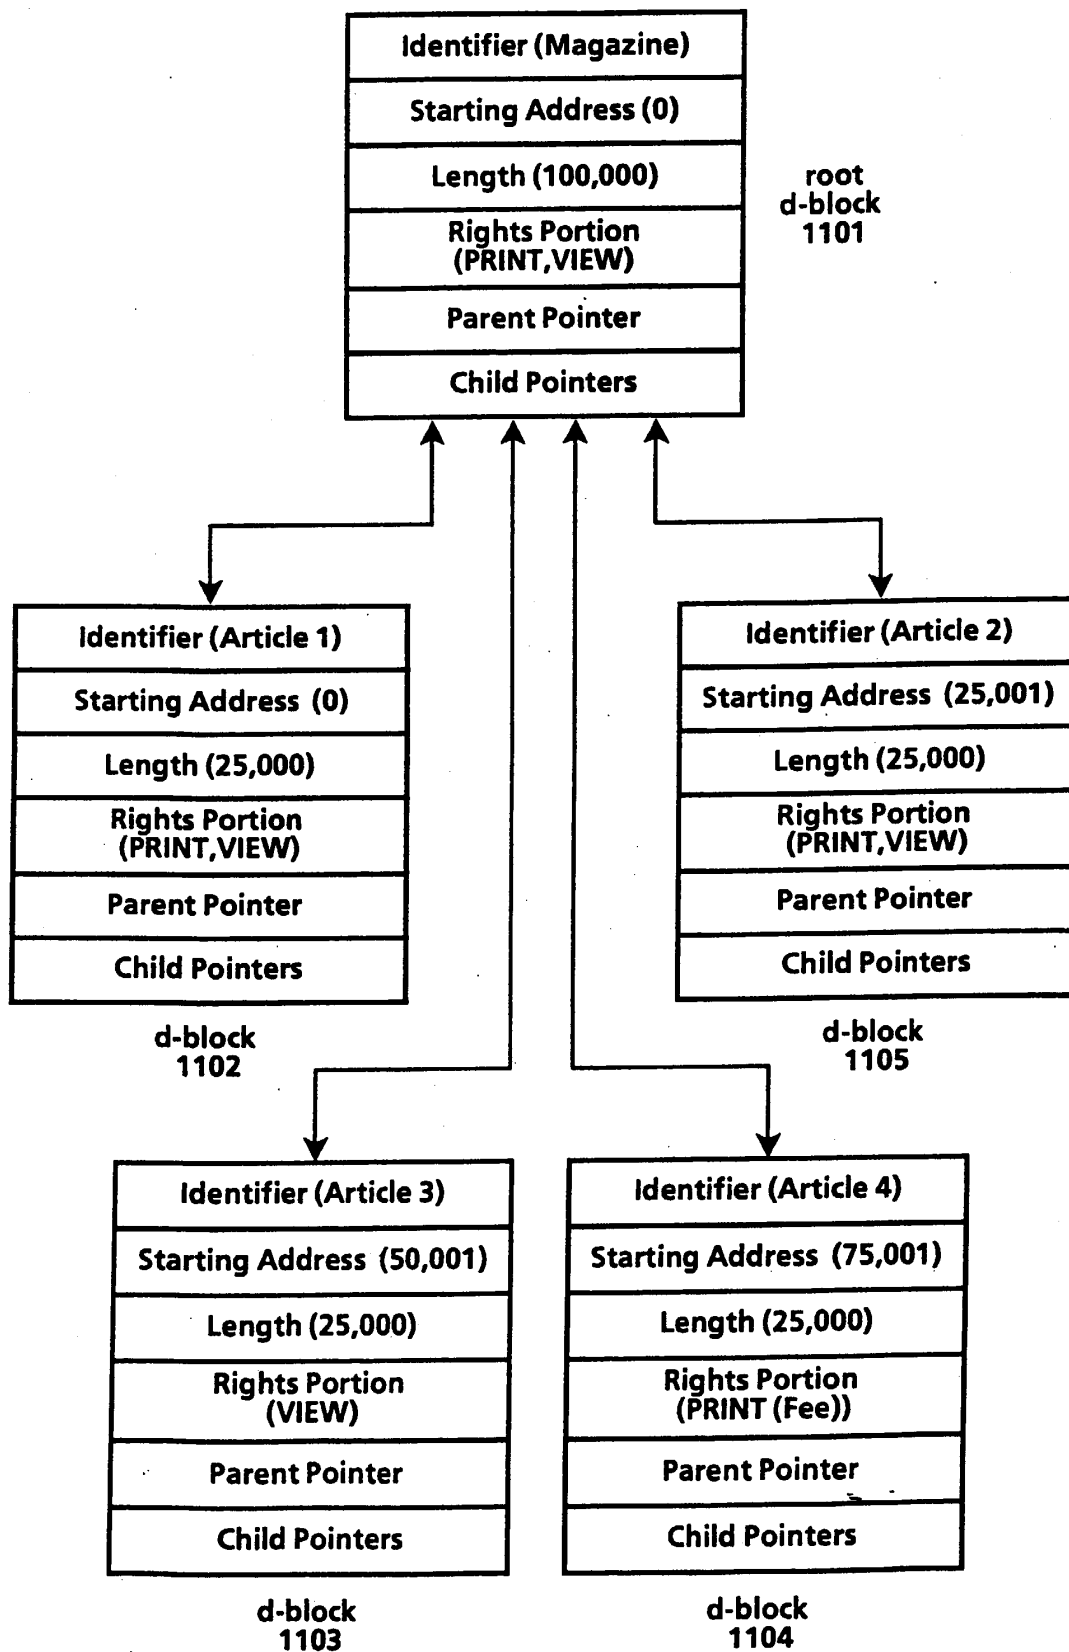 Identifier (Magazine)
Starting Address (0)
Length (100,000)
Rights Portion
(PRINT,VIEW)
Parent Pointer
Child Pointers
root
d-block
1101
Identifier (Article 1)
Starting Address (0)
Length (25,000)
Rights Portion
(PRINT,VIEW)
Parent Pointer
Child Pointers
d-block
1102
Identifier (Article 2)
Starting Address (25,001)
Length (25,000)
Rights Portion
(PRINT,VIEW)
Parent Pointer
Child Pointers
d-block
1105
Identifier (Article 3)
Starting Address (50,001)
Length (25,000)
Rights Portion
(VIEW)
Parent Pointer
Child Pointers
d-block
1103
Identifier (Article 4)
Starting Address (75,001)
Length (25,000)
Rights Portion
(PRINT (Fee))
Parent Pointer
Child Pointers
d-block
1104